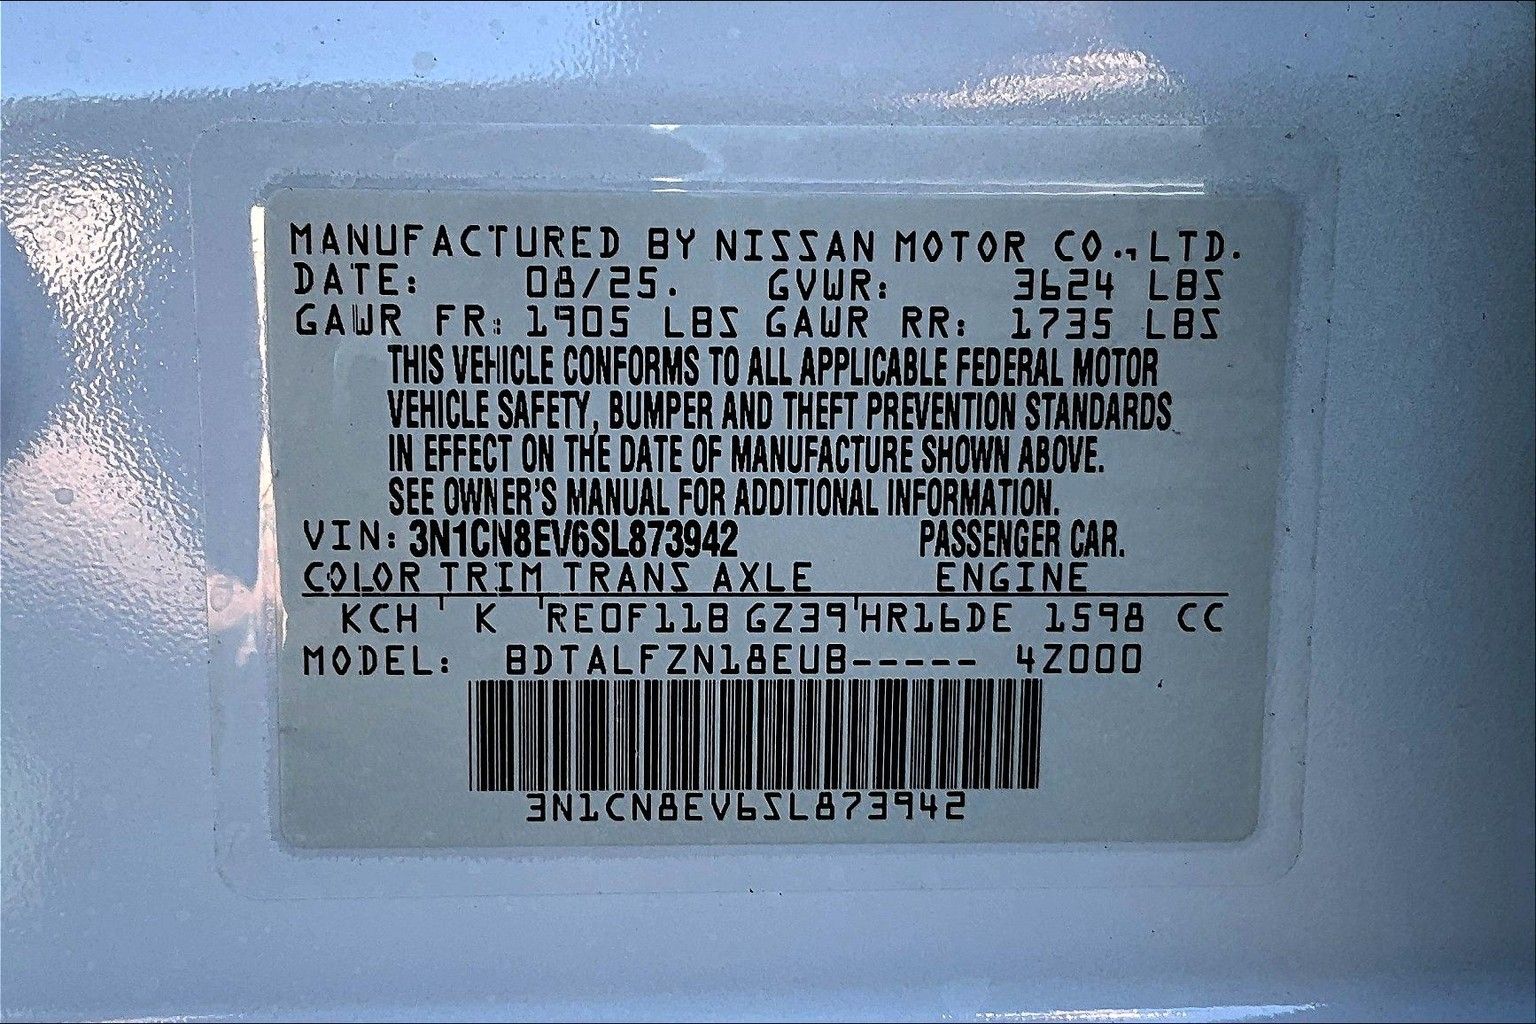 MANUFACTURED BY NISSAN MOTOR CO., LTD.
DATE: 08/25. GVWR: 3624 LBS
GAWR FR: 1905 LBS GAWR RR: 1735 LBS
THIS VEHICLE CONFORMS TO ALL APPLICABLE FEDERAL MOTOR
VEHICLE SAFETY, BUMPER AND THEFT PREVENTION STANDARDS
IN EFFECT ON THE DATE OF MANUFACTURE SHOWN ABOVE.
SEE OWNER'S MANUAL FOR ADDITIONAL INFORMATION.
VIN: 3N1CN8EV6SL873942 PASSENGER CAR.
COLOR TRIM TRANS AXLE ENGINE
KCH K RE0F11B GZ39 HR16DE 1598 CC
MODEL: BDTALFZN18EUB----- 4Z000
3N1CN8EV6SL873942